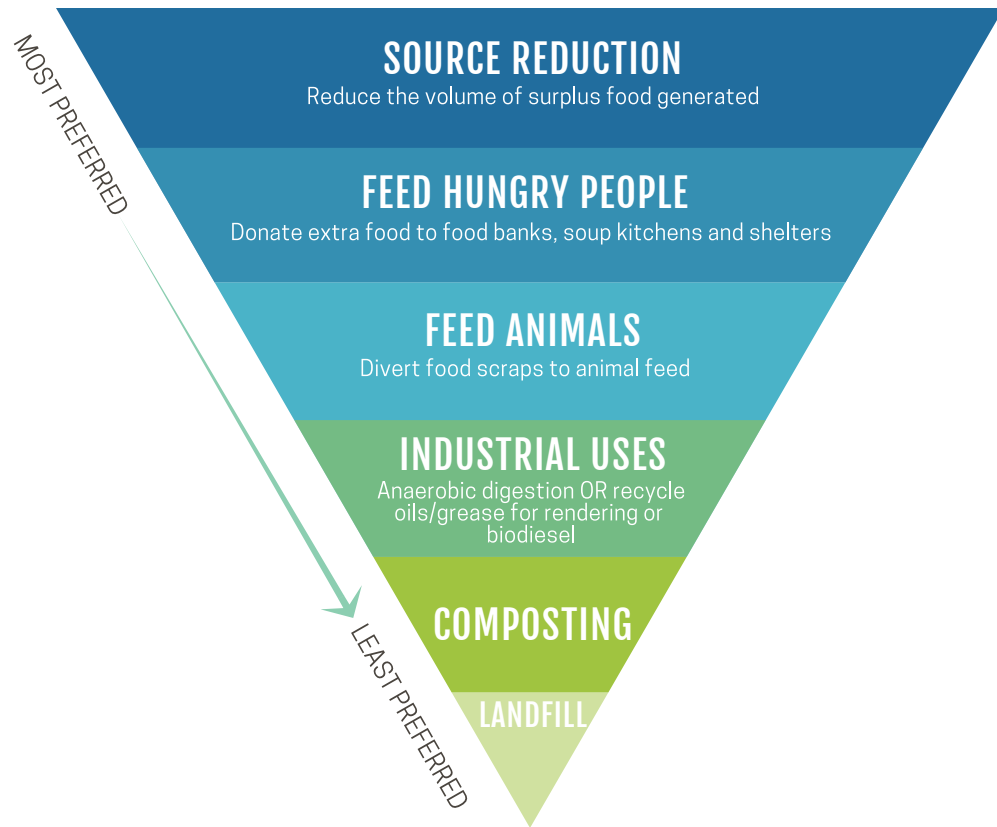 MOST PREFERRED
SOURCE REDUCTION
Reduce the volume of surplus food generated
FEED HUNGRY PEOPLE
Donate extra food to food banks, soup kitchens and shelters
FEED ANIMALS
Divert food scraps to animal feed
INDUSTRIAL USES
Anaerobic digestion OR recycle
oils/grease for rendering or
biodiesel
COMPOSTING
LANDFILL
LEAST PREFERRED